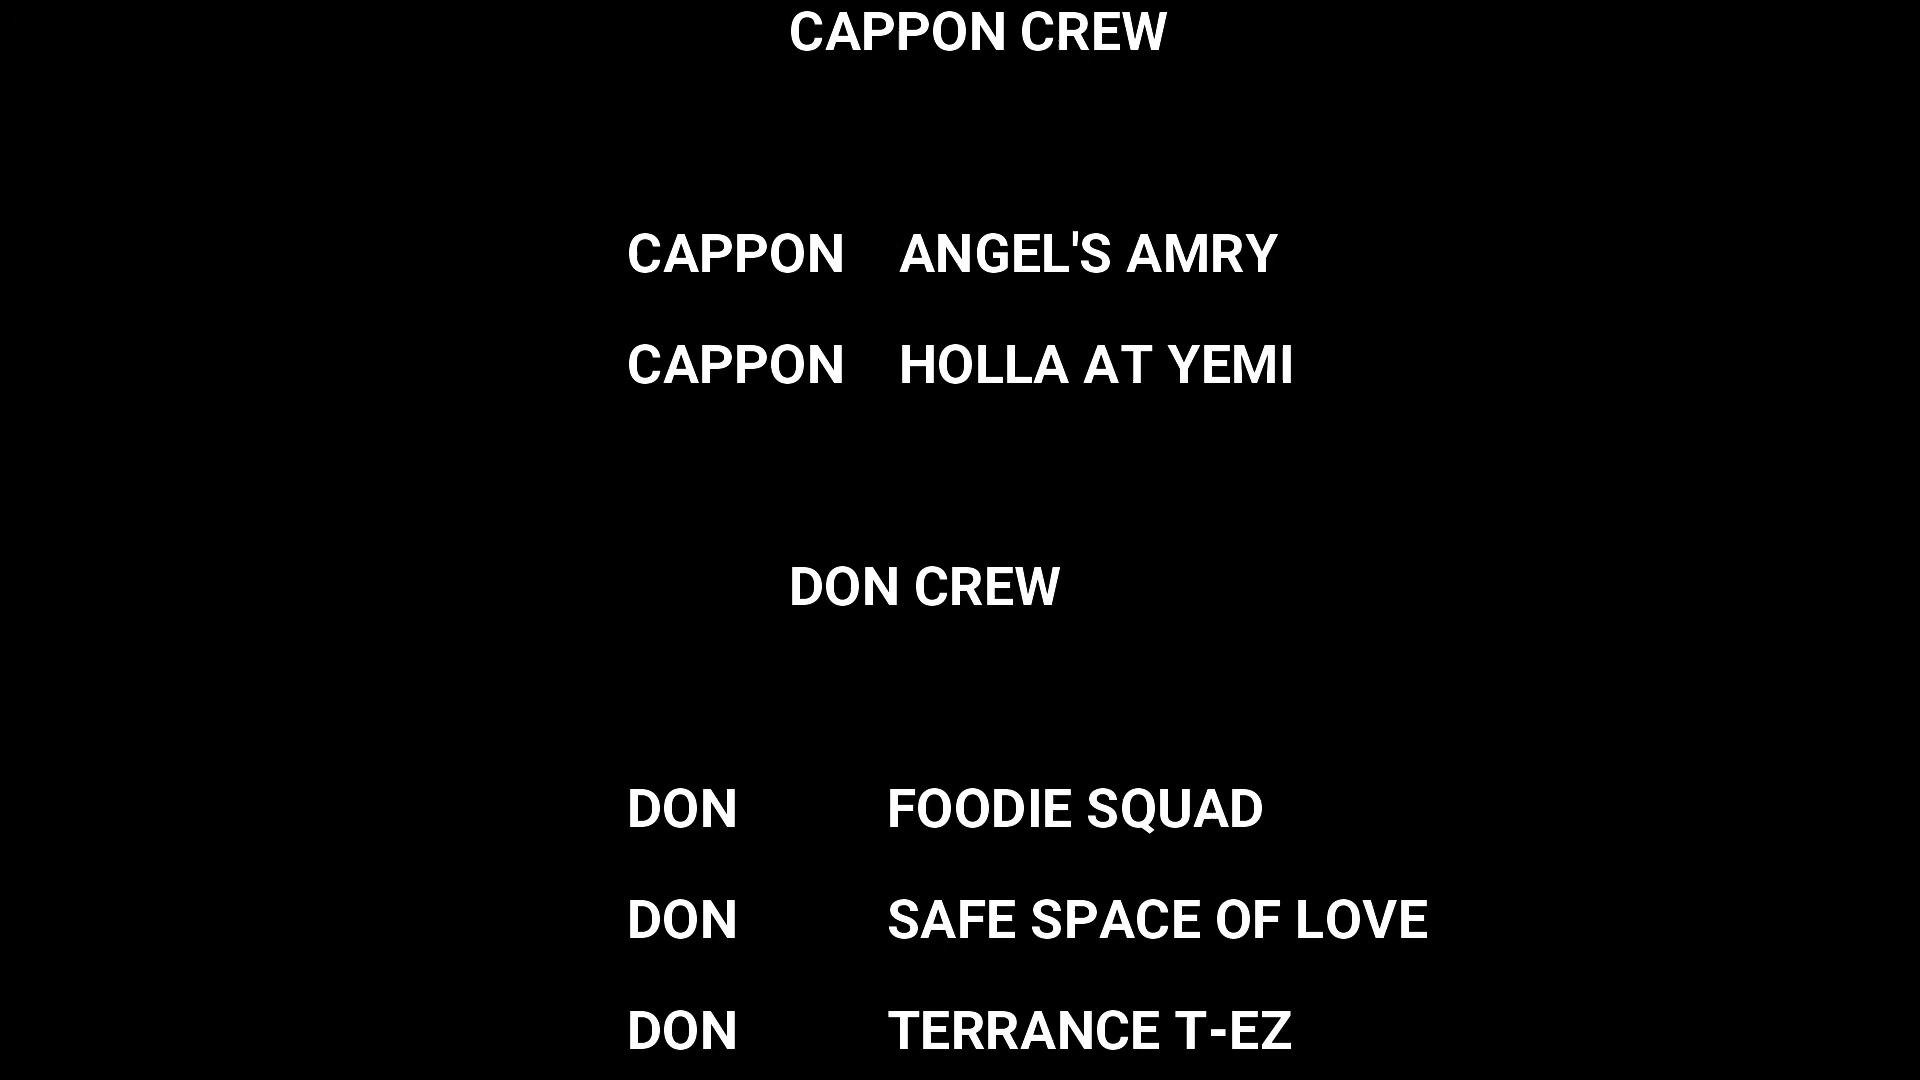 CAPPON CREW
CAPPON ANGEL'S AMRY
CAPPON HOLLA AT YEMI
DON CREW
DON FOODIE SQUAD
DON SAFE SPACE OF LOVE
DON TERRANCE T-EZ